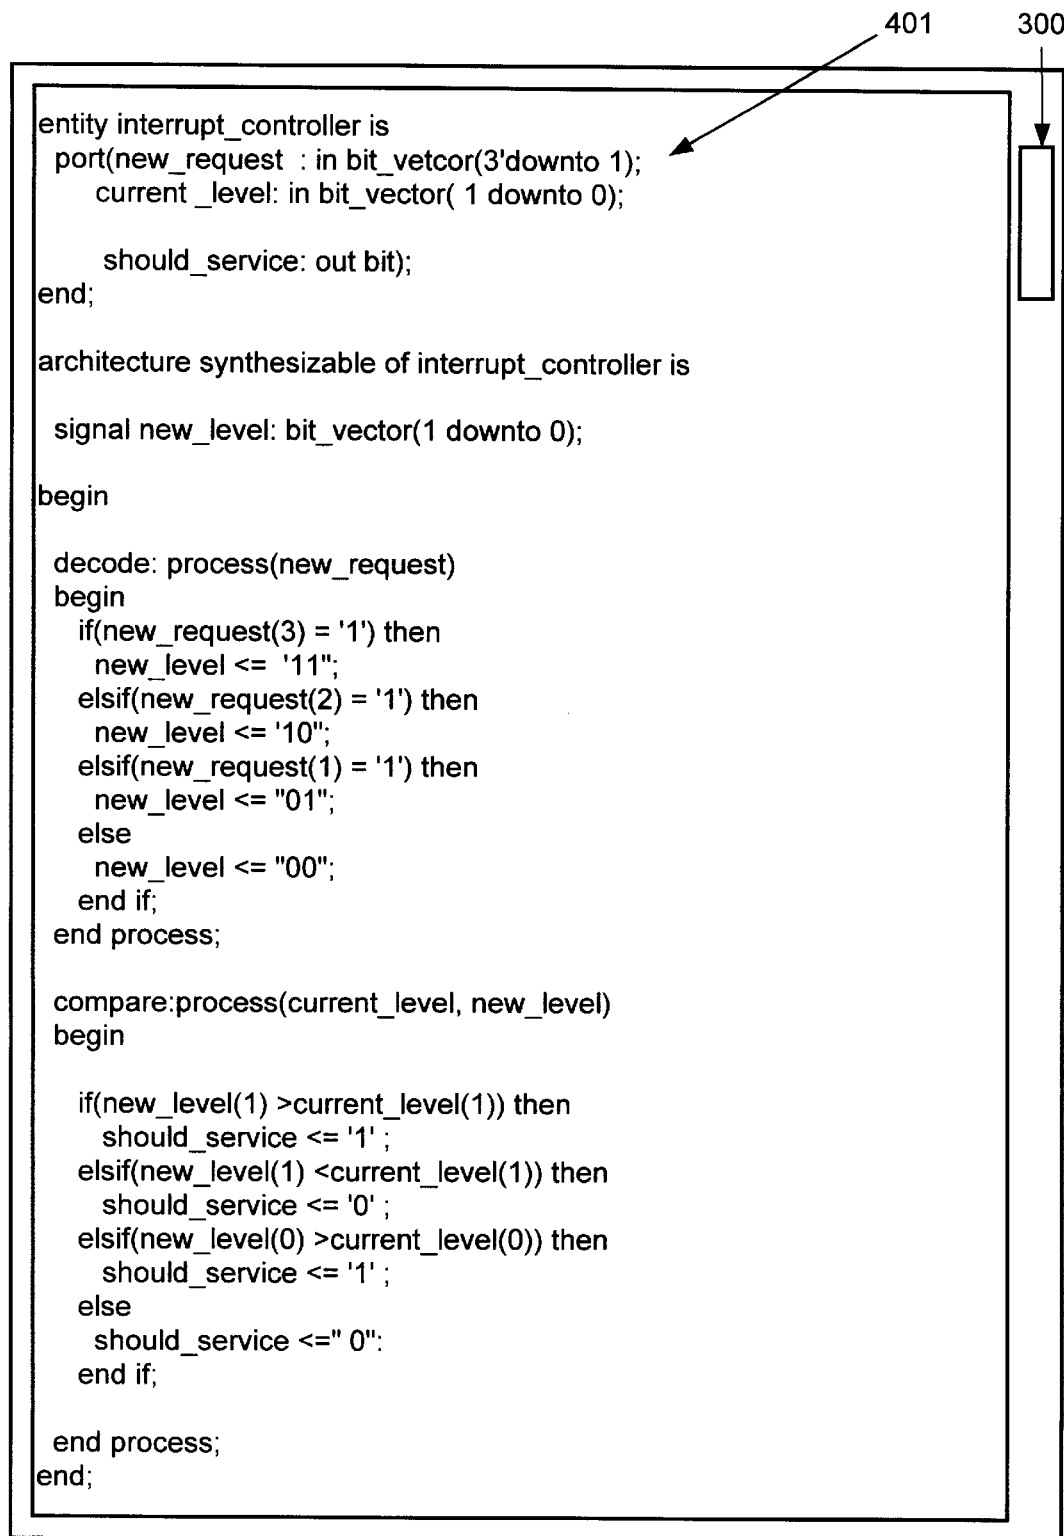 401 300
entity interrupt_controller is
port(new_request : in bit_vetcor(3'downto 1);
current _level: in bit_vector( 1 downto 0);
should_service: out bit);
end;
architecture synthesizable of interrupt_controller is
signal new_level: bit_vector(1 downto 0);
begin
decode: process(new_request)
begin
if(new_request(3) = '1') then
new_level <= '11";
elsif(new_request(2) = '1') then
new_level <= '10";
elsif(new_request(1) = '1') then
new_level <= "01";
else
new_level <= "00";
end if;
end process;
compare:process(current_level, new_level)
begin
if(new_level(1) >current_level(1)) then
should_service <= '1' ;
elsif(new_level(1) <current_level(1)) then
should_service <= '0' ;
elsif(new_level(0) >current_level(0)) then
should_service <= '1' ;
else
should_service <=" 0":
end if;
end process;
end;